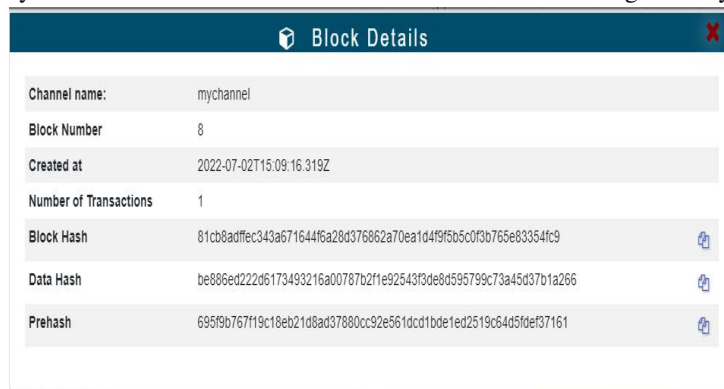 Block Details
Channel name: mychannel
Block Number 8
Created at 2022-07-02T15:09:16.319Z
Number of Transactions 1
Block Hash 81cb8adffec343a671644f6a28d376862a70ea1d4f9f5b5c0f3b765e83354fc9
Data Hash be886ed222d6173493216a00787b2f1e92543f3de8d595799c73a45d37b1a266
Prehash 695f9b767f19c18eb21d8ad37880cc92e561dcd1bde1ed2519c64d5fdef37161